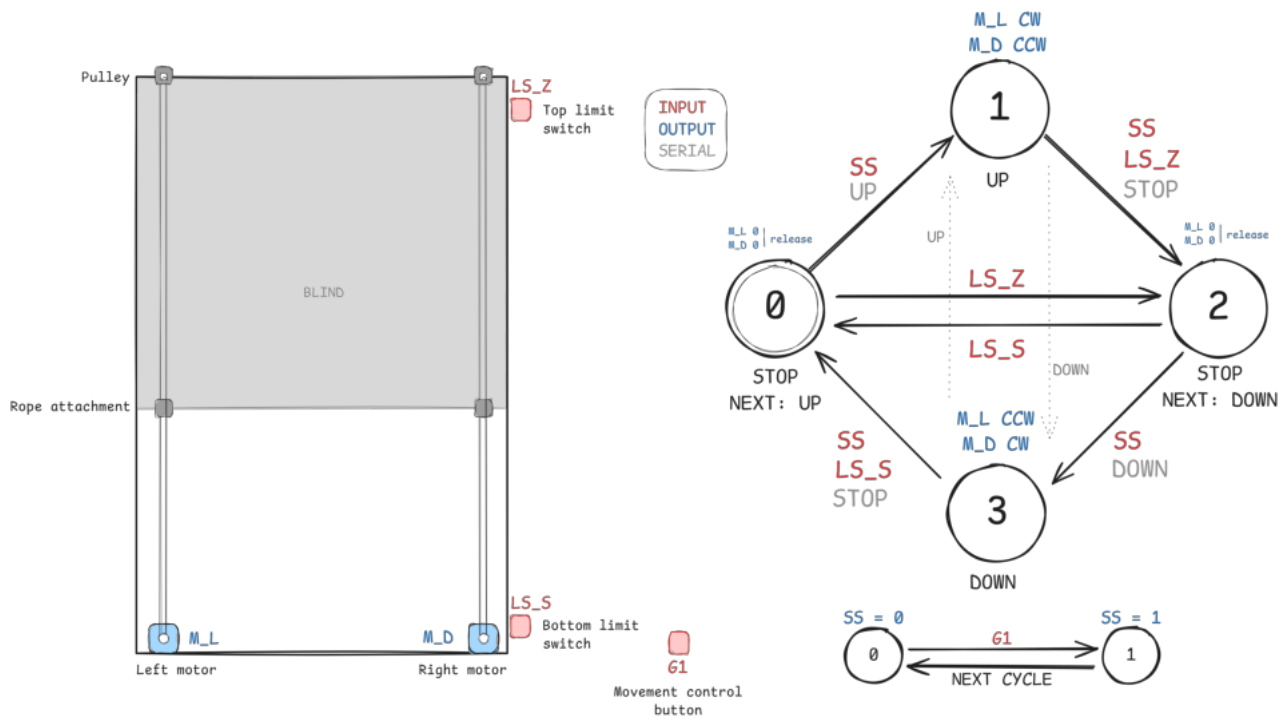 Pulley
LS_Z
Top limit
switch
BLIND
Rope attachment
LS_S
Bottom limit
switch
M_L
M_D
Left motor
Right motor
G1
Movement control
button
INPUT
OUTPUT
SERIAL
M_L CW
M_D CCW
1
UP
SS
UP
SS
LS_Z
STOP
M_L 0
M_D 0
release
M_L 0
M_D 0
release
UP
DOWN
0
LS_Z
2
LS_S
STOP
NEXT: UP
STOP
NEXT: DOWN
M_L CCW
M_D CW
SS
LS_S
STOP
SS
DOWN
3
DOWN
SS = 0
SS = 1
0
G1
NEXT CYCLE
1